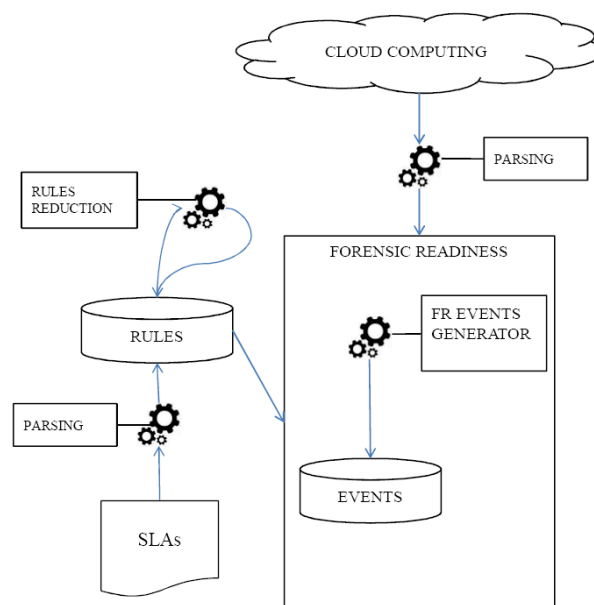 CLOUD COMPUTING
PARSING
RULES
REDUCTION
FORENSIC READINESS
FR EVENTS
GENERATOR
RULES
PARSING
EVENTS
SLAs